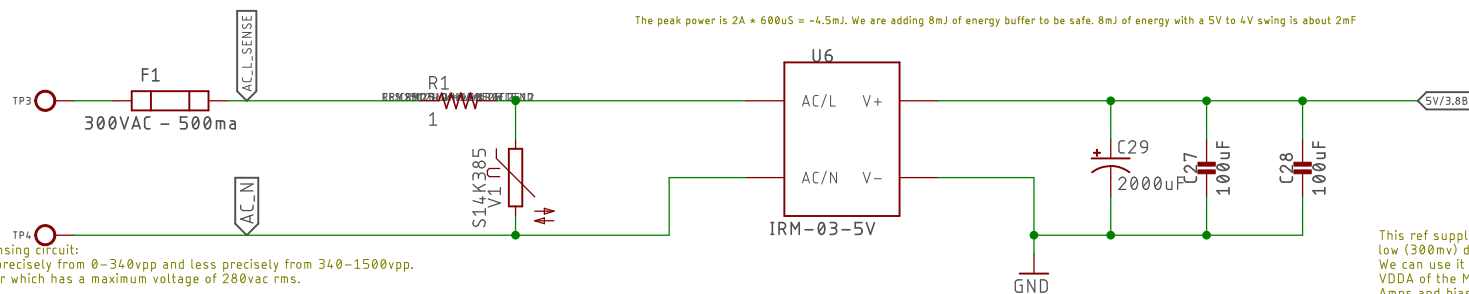 The peak power is 2A * 600uS = ~4.5mJ. We are adding 8mJ of energy buffer to be safe. 8mJ of energy with a 5V to 4V swing is about 2mF
AC_L_SENSE
U6
F1
R1
TP3
AC/L V+
5V/3.8B
300VAC - 500ma
1
C29
C27
100uF
C28
100uF
S14K385
V1
AC/N V-
2000uF
AC_N
IRM-03-5V
TP4
nsing circuit:
recisely from 0-340vpp and less precisely from 340-1500vpp.
r which has a maximum voltage of 280vac rms.
GND
This ref suppl
low (300mv) d
We can use it
VDDA of the M
Amps and bias